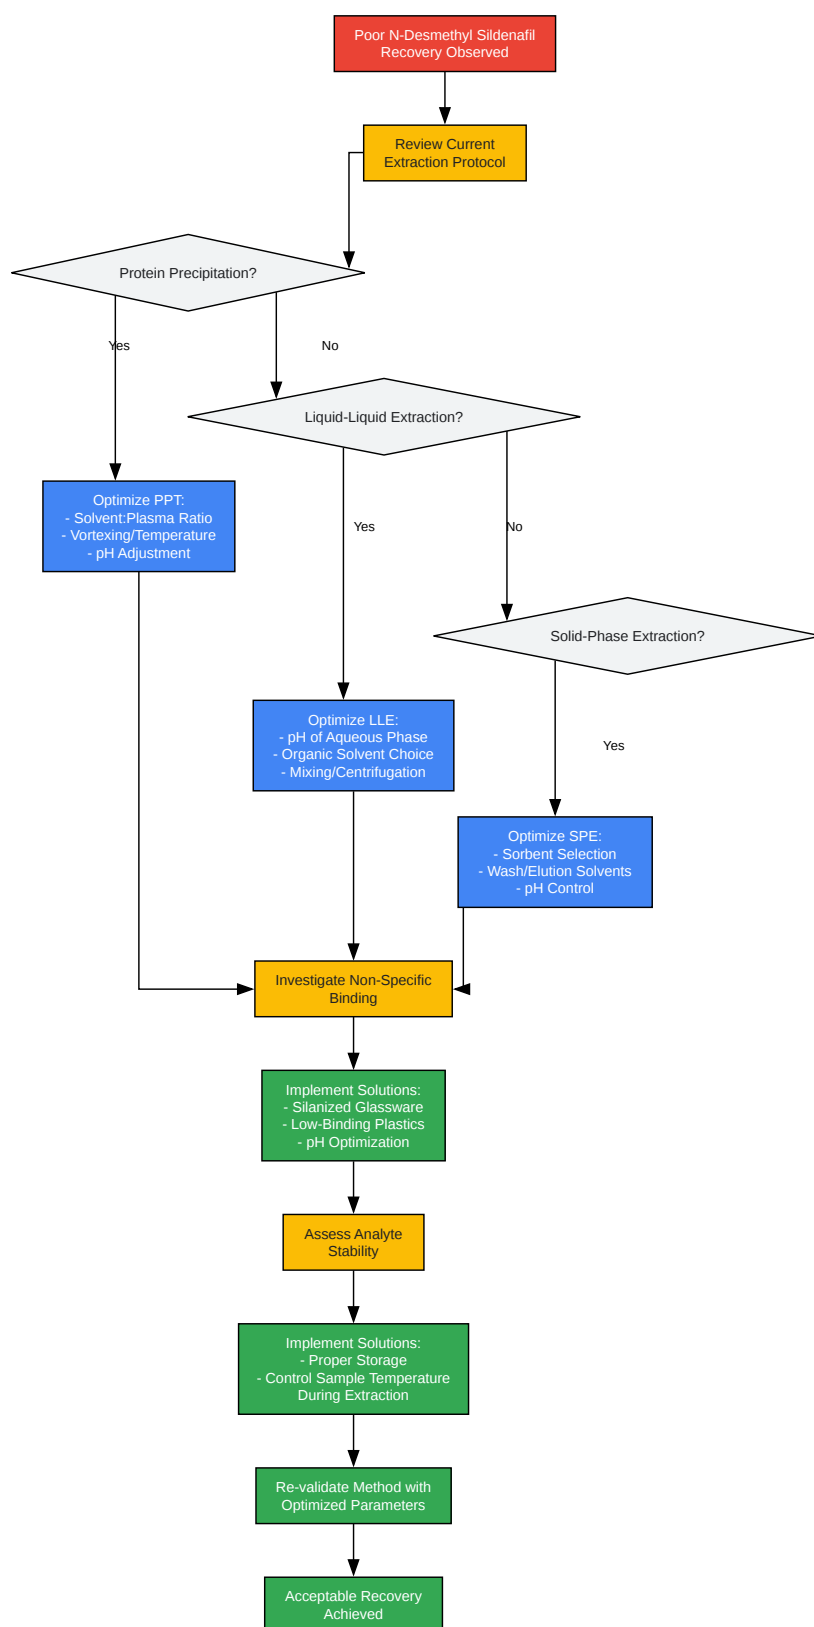 Poor N-Desmethyl Sildenafil
Recovery Observed
Review Current
Extraction Protocol
Protein Precipitation?
Yes
No
Liquid-Liquid Extraction?
Optimize PPT:
- Solvent:Plasma Ratio
- Vortexing/Temperature
- pH Adjustment
Yes
No
Solid-Phase Extraction?
Optimize LLE:
- pH of Aqueous Phase
- Organic Solvent Choice
- Mixing/Centrifugation
Yes
Optimize SPE:
- Sorbent Selection
- Wash/Elution Solvents
- pH Control
Investigate Non-Specific
Binding
Implement Solutions:
- Silanized Glassware
- Low-Binding Plastics
- pH Optimization
Assess Analyte
Stability
Implement Solutions:
- Proper Storage
- Control Sample Temperature
During Extraction
Re-validate Method with
Optimized Parameters
Acceptable Recovery
Achieved